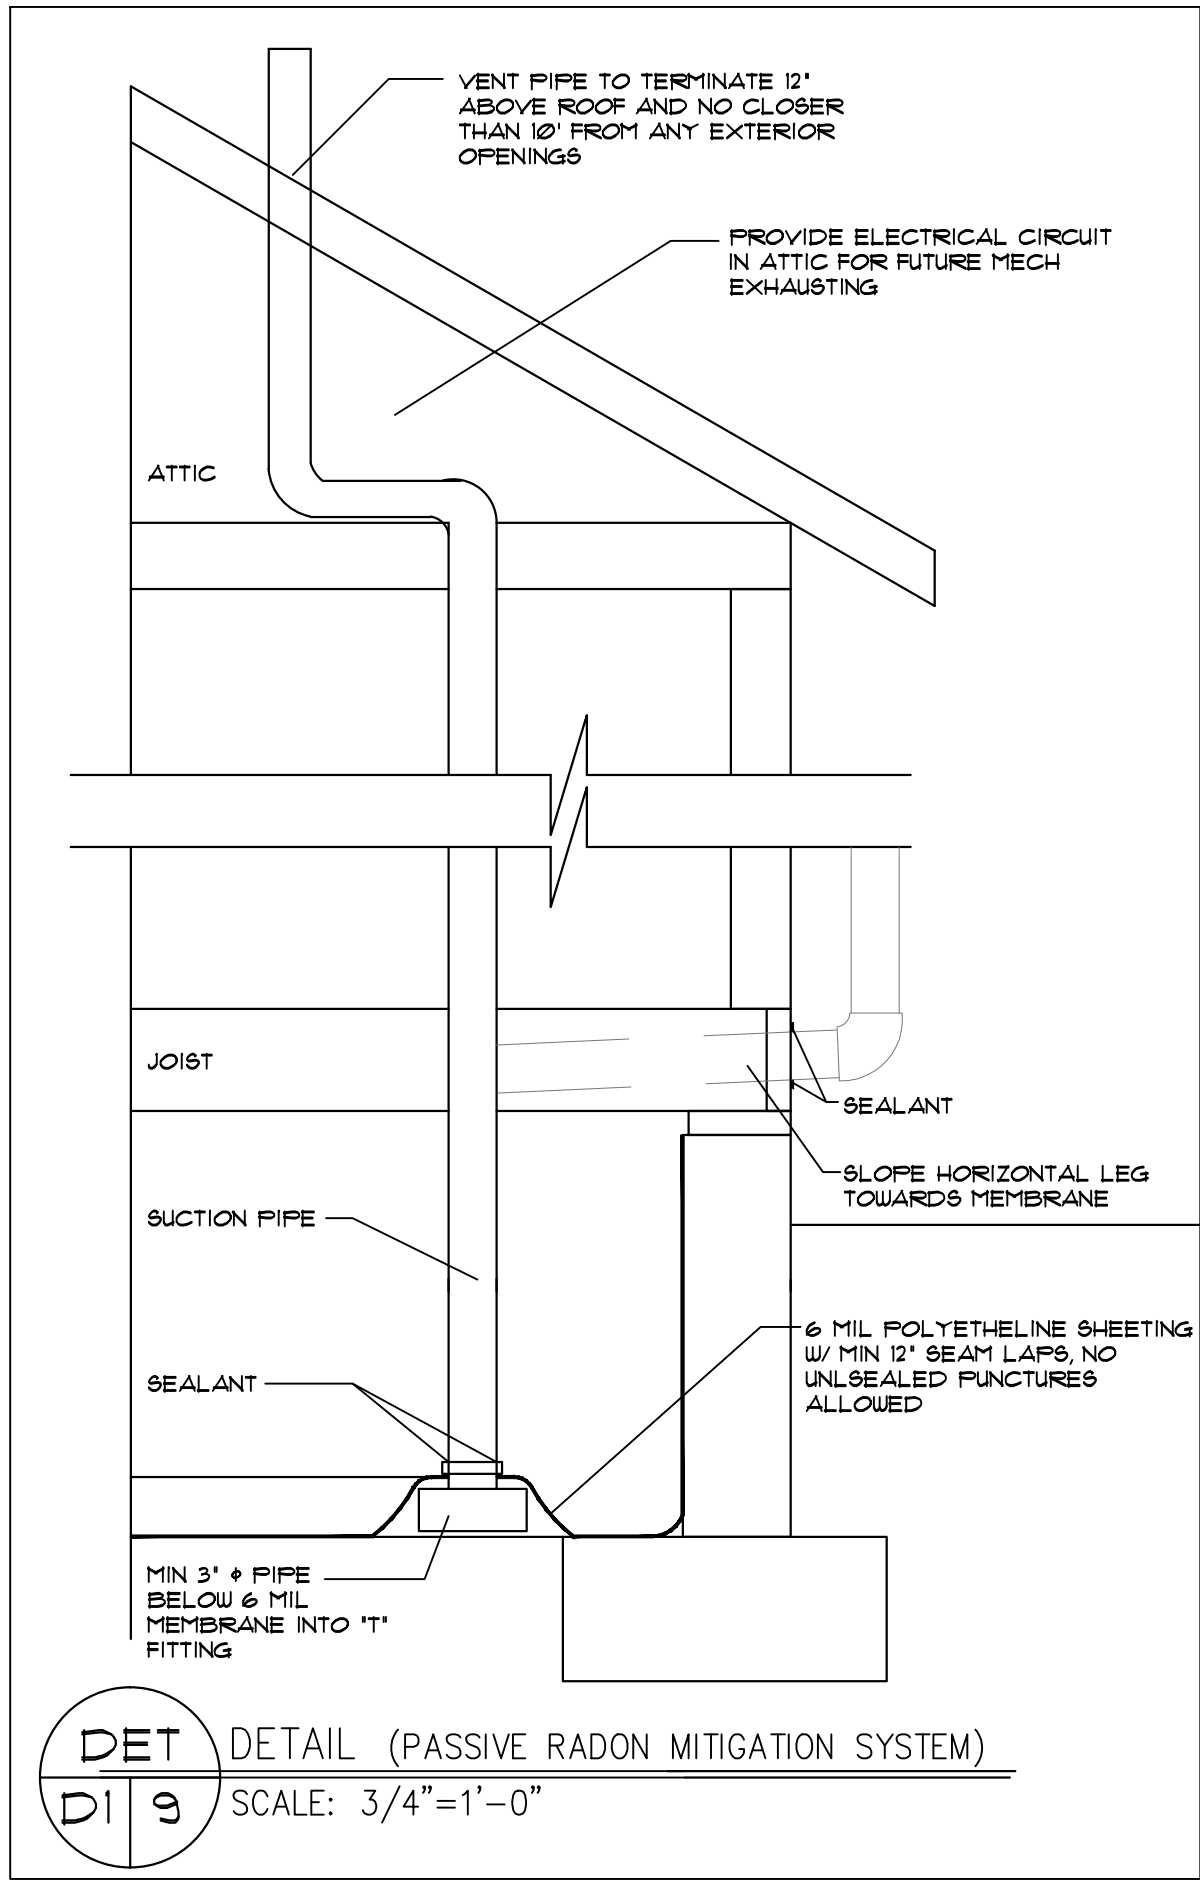 VENT PIPE TO TERMINATE 12"
ABOVE ROOF AND NO CLOSER
THAN 10' FROM ANY EXTERIOR
OPENINGS
PROVIDE ELECTRICAL CIRCUIT
IN ATTIC FOR FUTURE MECH
EXHAUSTING
ATTIC
JOIST
SEALANT
SLOPE HORIZONTAL LEG
TOWARDS MEMBRANE
SUCTION PIPE
6 MIL POLYETHELINE SHEETING
W/ MIN 12" SEAM LAPS, NO
UNLSEALED PUNCTURES
ALLOWED
SEALANT
MIN 3" ϕ PIPE
BELOW 6 MIL
MEMBRANE INTO "T"
FITTING
DET
D1 9
DETAIL (PASSIVE RADON MITIGATION SYSTEM)
SCALE: 3/4"=1'-0"